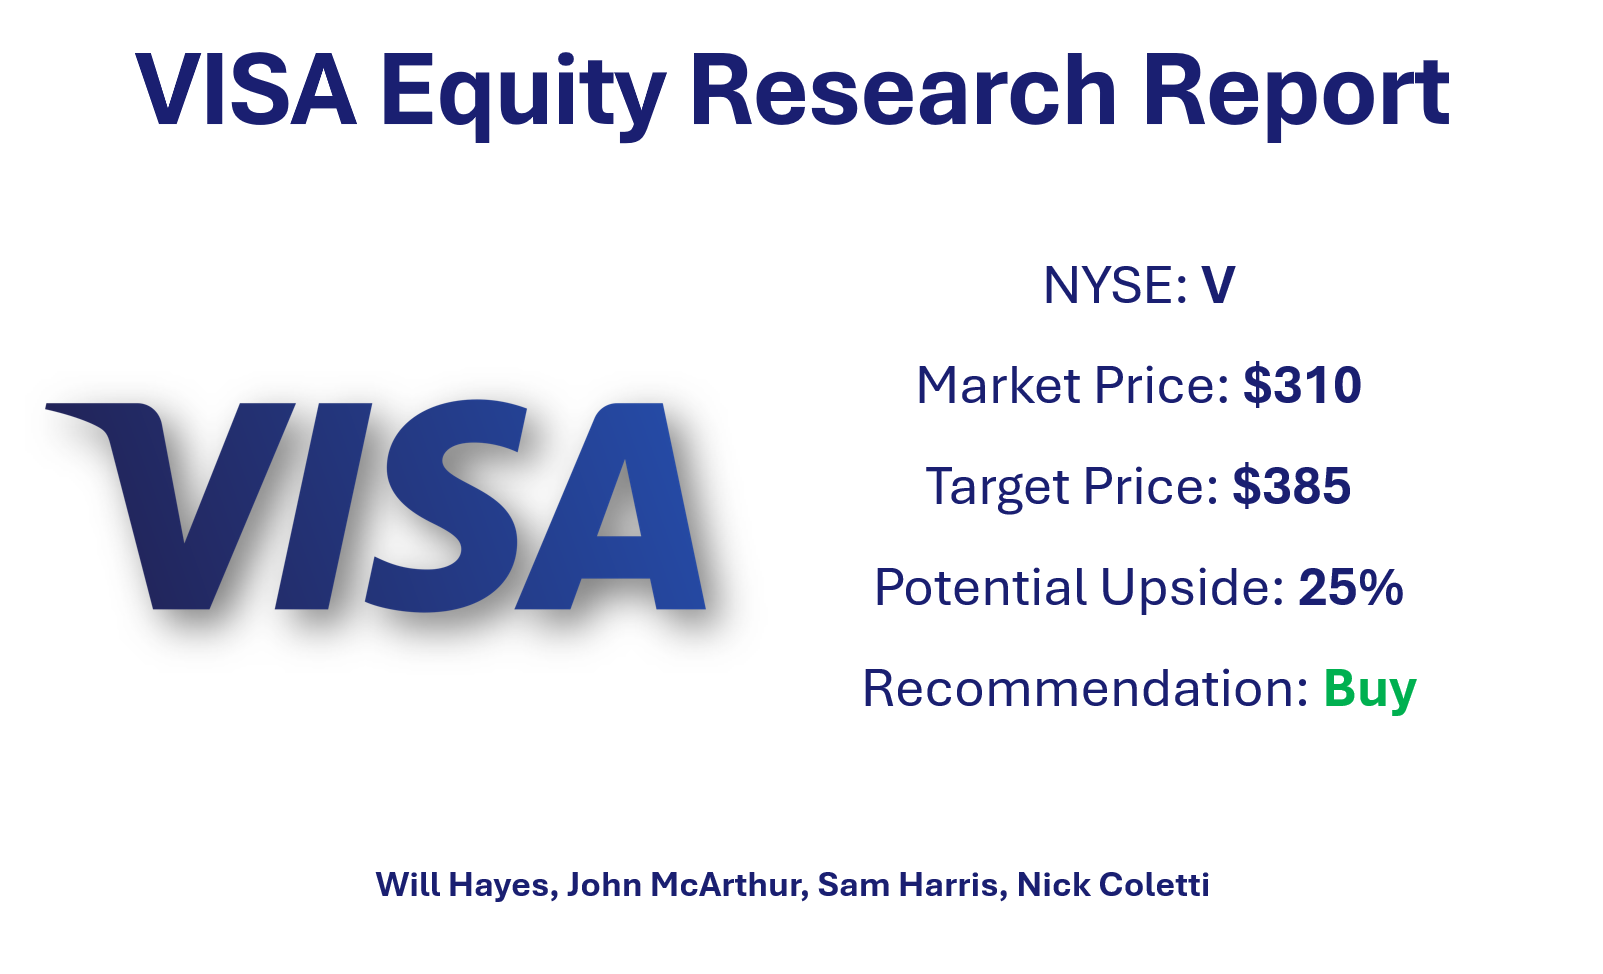 VISA Equity Research Report
NYSE: V
Market Price: $310
VISA
Target Price: $385
Potential Upside: 25%
Recommendation: Buy
Will Hayes, John McArthur, Sam Harris, Nick Coletti